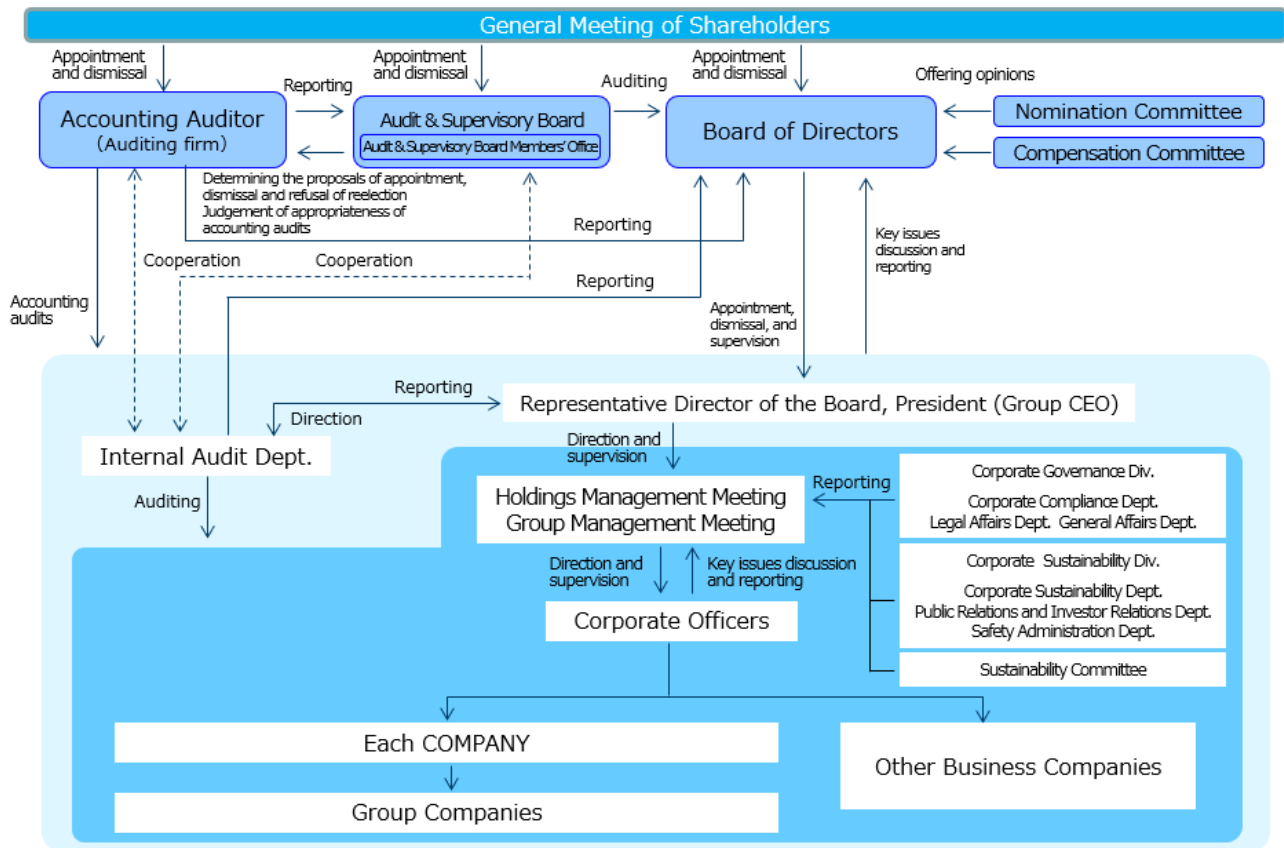 General Meeting of Shareholders
Appointment
and dismissal
Appointment
and dismissal
Appointment
and dismissal
Reporting
Auditing
Offering opinions
Accounting Auditor
(Auditing firm)
Audit & Supervisory Board
Audit & Supervisory Board Members' Office
Board of Directors
Nomination Committee
Compensation Committee
Determining the proposals of appointment,
dismissal and refusal of reelection
Judgement of appropriateness of
accounting audits
Reporting
Key issues
discussion and
reporting
Cooperation
Cooperation
Reporting
Accounting
audits
Appointment,
dismissal, and
supervision
Reporting
Direction
Representative Director of the Board, President (Group CEO)
Internal Audit Dept.
Direction and
supervision
Auditing
Holdings Management Meeting
Group Management Meeting
Reporting
Corporate Governance Div.
Corporate Compliance Dept.
Legal Affairs Dept. General Affairs Dept.
Direction and
supervision
Key issues discussion
and reporting
Corporate Sustainability Div.
Corporate Sustainability Dept.
Public Relations and Investor Relations Dept.
Safety Administration Dept.
Corporate Officers
Sustainability Committee
Each COMPANY
Other Business Companies
Group Companies